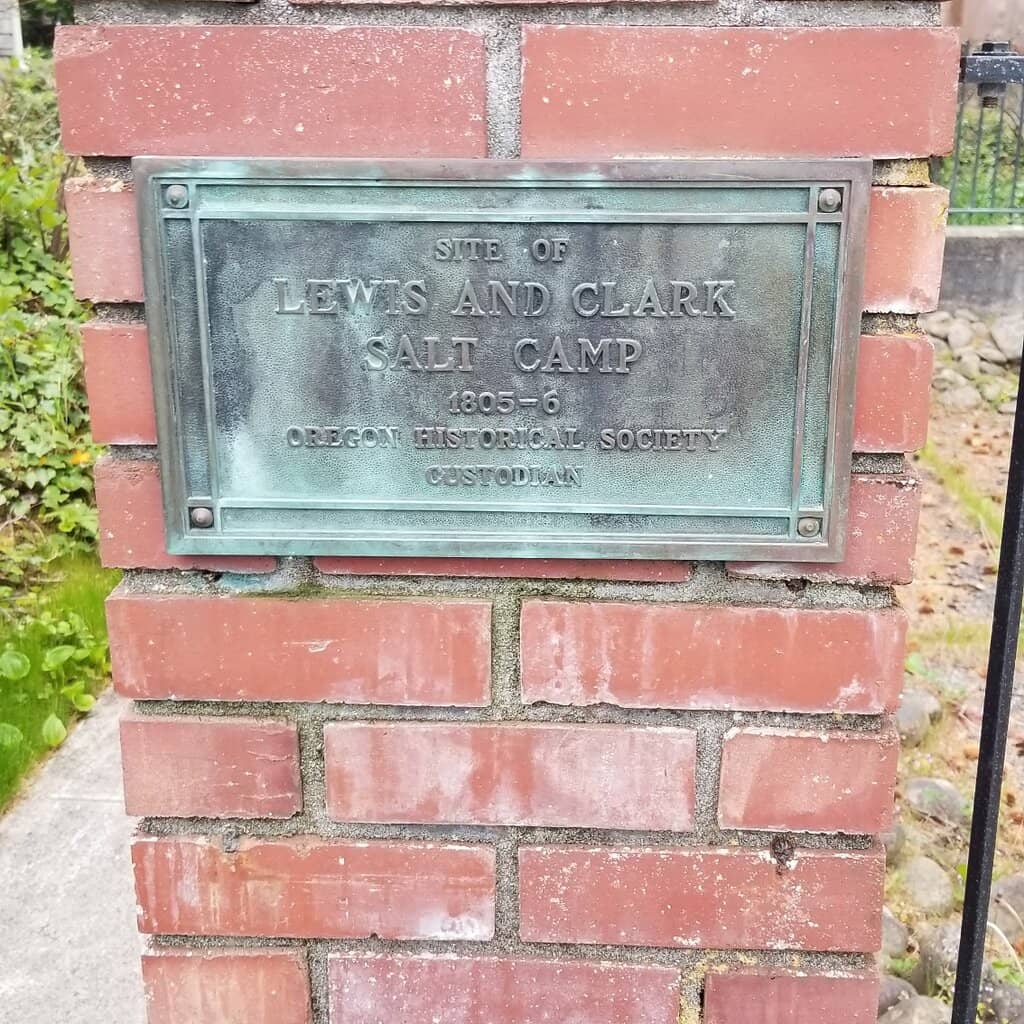 SITE OF
LEWIS AND CLARK
SALT CAMP
1805-6
OREGON HISTORICAL SOCIETY
CUSTODIAN